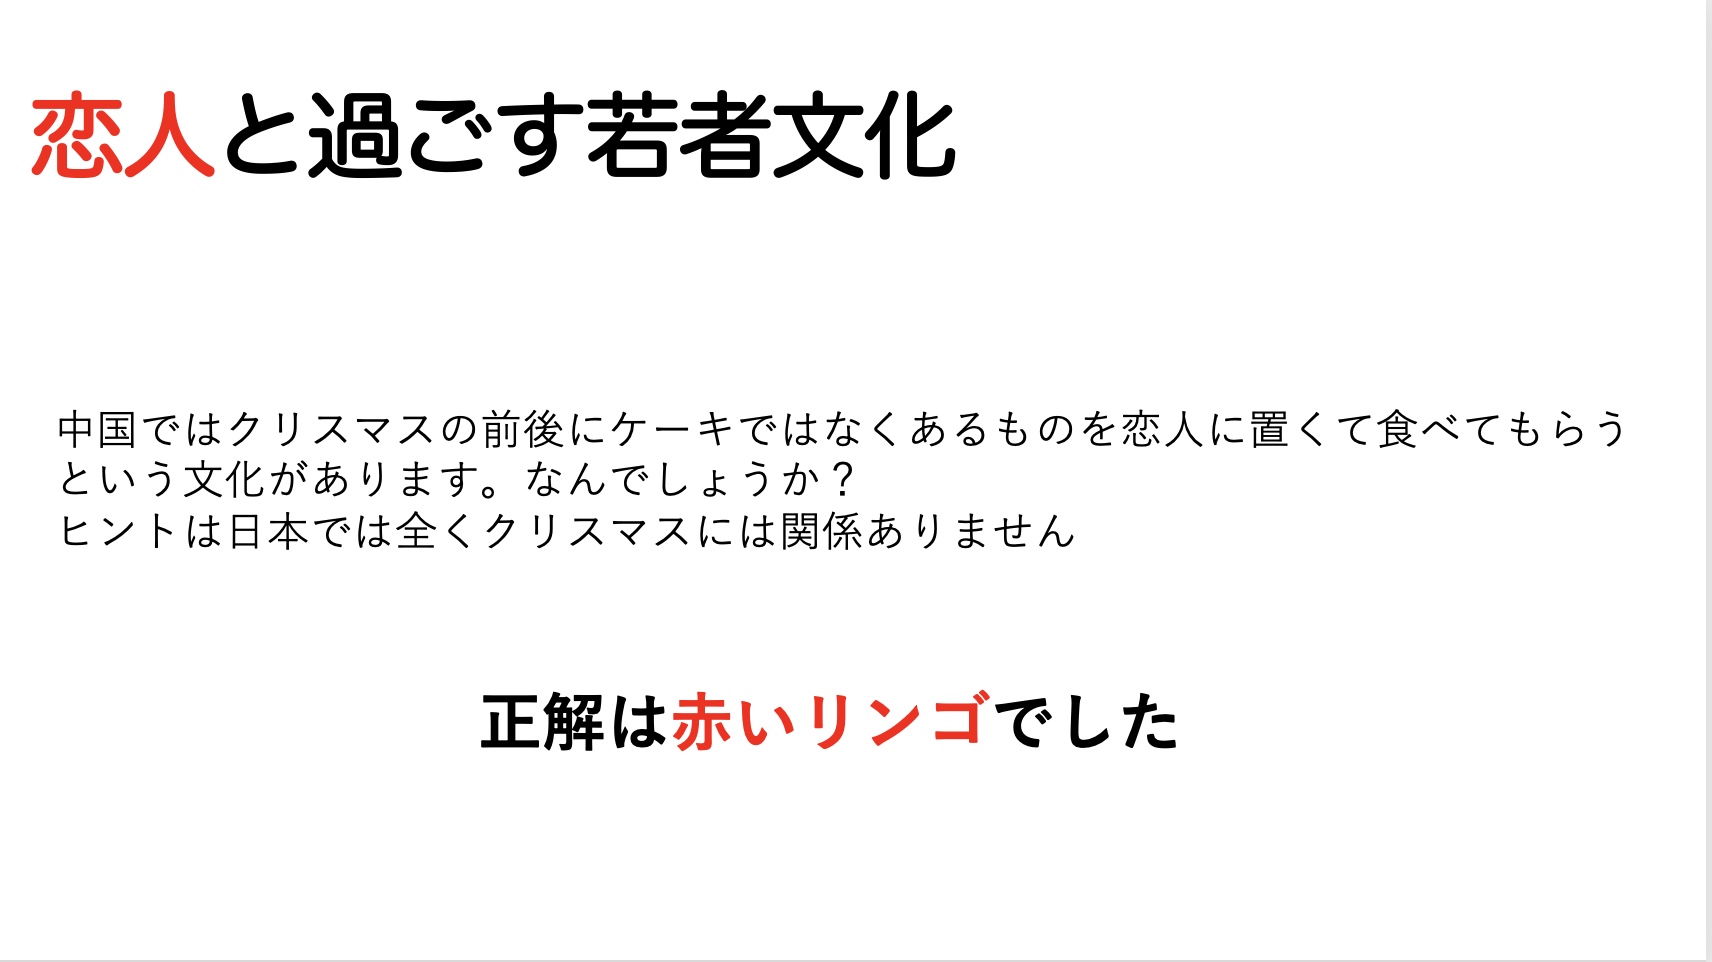 恋人と過ごす若者文化
中国ではクリスマスの前後にケーキではなくあるものを恋人に置くて食べてもらう
という文化があります。なんでしょうか？
ヒントは日本では全くクリスマスには関係ありません
正解は赤いリンゴでした